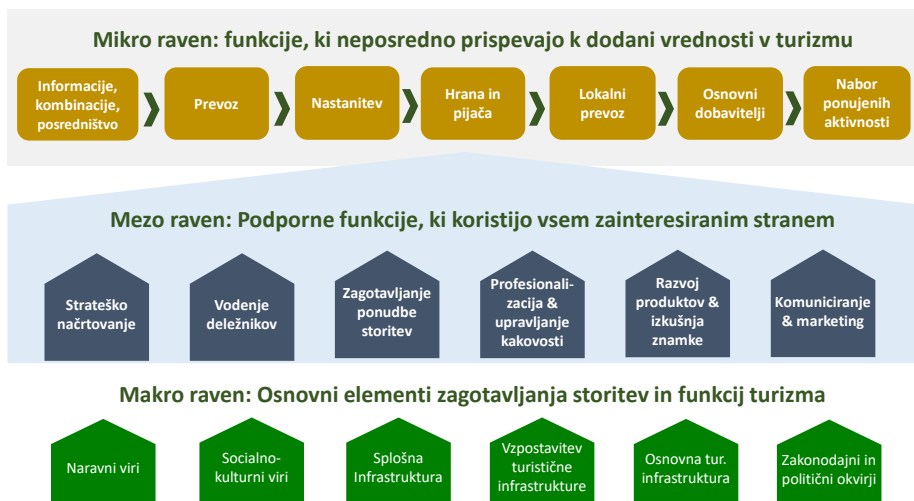 Mikro raven: funkcije, ki neposredno prispevajo k dodani vrednosti v turizmu
Informacije,
kombinacije,
posredništvo
Prevoz
Nastanitev
Hrana in
pijača
Lokalni
prevoz
Osnovni
dobavitelji
Nabor
ponujenih
aktivnosti
Mezo raven: Podporne funkcije, ki koristijo vsem zainteresiranim stranem
Strateško
načrtovanje
Vodenje
deležnikov
Zagotavljanje
ponudbe
storitev
Profesionali-
zacija &
upravljanje
kakovosti
Razvoj
produktov &
izkušnja
znamke
Komuniciranje
& marketing
Makro raven: Osnovni elementi zagotavljanja storitev in funkcij turizma
Naravni viri
Socialno-
kulturni viri
Splošna
Infrastruktura
Vzpostavitev
turistične
infrastrukture
Osnovna tur.
infrastruktura
Zakonodajni in
politični okvirji